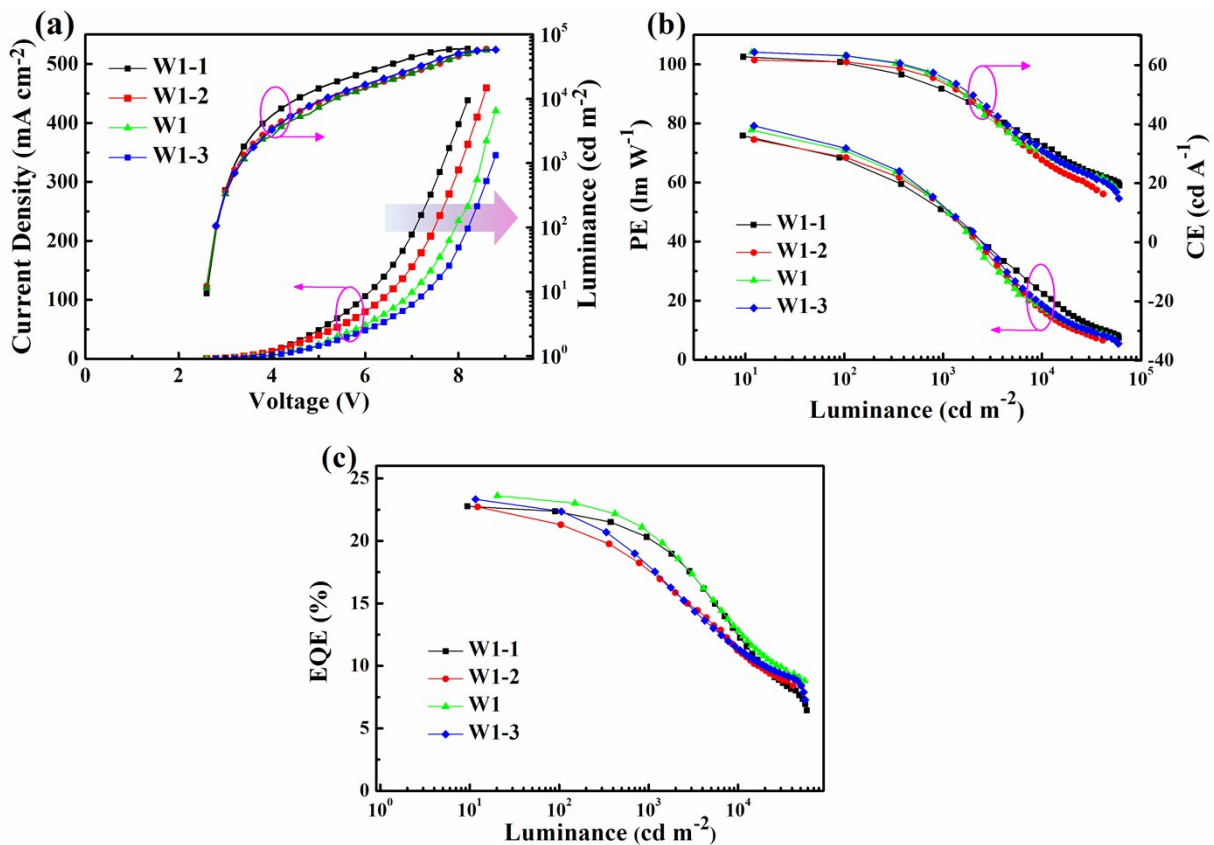 (a)
Current Density (mA cm-2)
500
400
300
200
100
0
0
2
4
6
8
Voltage (V)
10^5
10^4
10^3
10^2
10^1
10^0
Luminance (cd m-2)
W1-1
W1-2
W1
W1-3
(b)
PE (lm W-1)
100
80
60
40
20
0
10^1
10^2
10^3
10^4
10^5
Luminance (cd m-2)
60
40
20
0
-20
-40
CE (cd A-1)
W1-1
W1-2
W1
W1-3
(c)
EQE (%)
25
20
15
10
5
0
10^0
10^1
10^2
10^3
10^4
Luminance (cd m-2)
W1-1
W1-2
W1
W1-3